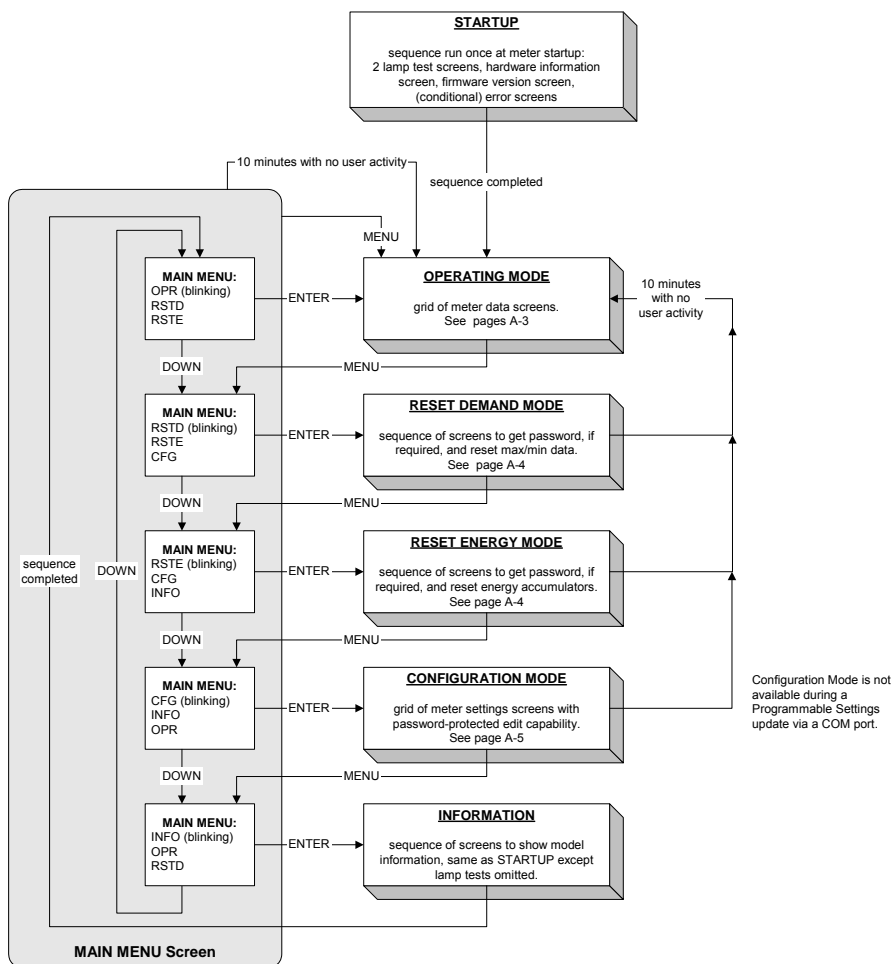 STARTUP
sequence run once at meter startup:
2 lamp test screens, hardware information
screen, firmware version screen,
(conditional) error screens
10 minutes with no user activity
sequence completed
MENU
MAIN MENU:
OPR (blinking)
RSTD
RSTE
ENTER
OPERATING MODE
grid of meter data screens.
See pages A-3
10 minutes
with no
user activity
DOWN
MENU
MAIN MENU:
RSTD (blinking)
RSTE
CFG
ENTER
RESET DEMAND MODE
sequence of screens to get password, if
required, and reset max/min data.
See page A-4
DOWN
MENU
sequence
completed
DOWN
MAIN MENU:
RSTE (blinking)
CFG
INFO
ENTER
RESET ENERGY MODE
sequence of screens to get password, if
required, and reset energy accumulators.
See page A-4
DOWN
MENU
MAIN MENU:
CFG (blinking)
INFO
OPR
ENTER
CONFIGURATION MODE
grid of meter settings screens with
password-protected edit capability.
See page A-5
Configuration Mode is not
available during a
Programmable Settings
update via a COM port.
DOWN
MENU
MAIN MENU:
INFO (blinking)
OPR
RSTD
ENTER
INFORMATION
sequence of screens to show model
information, same as STARTUP except
lamp tests omitted.
MAIN MENU Screen